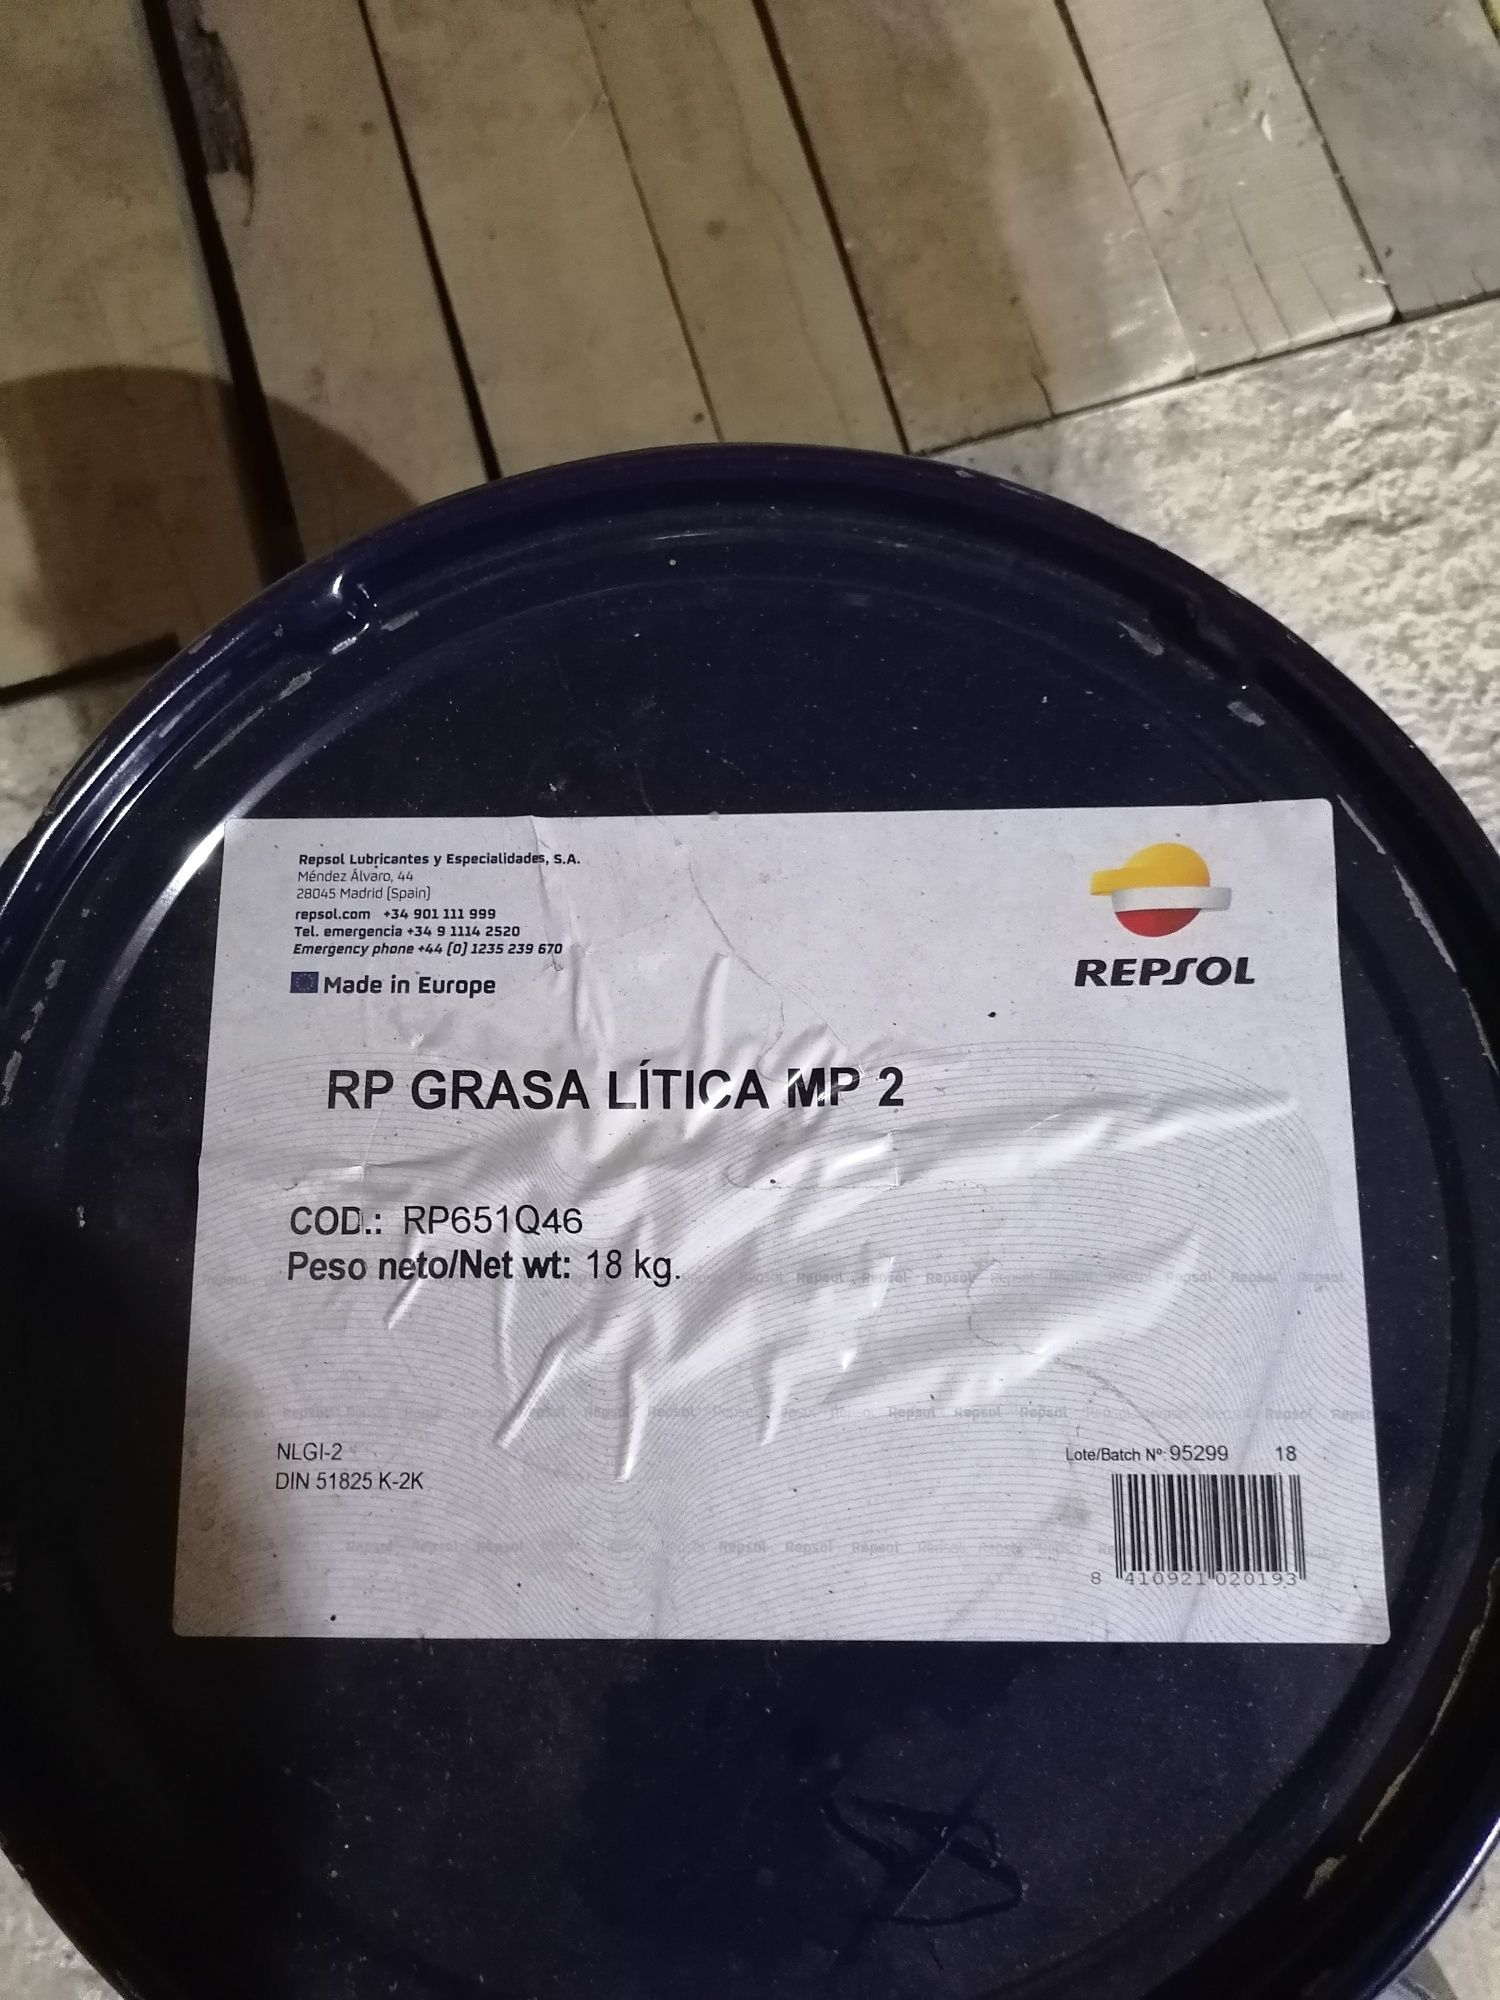 Repsol Lubricantes y Especialidades, S.A.
Méndez Álvaro, 44
28045 Madrid (Spain)
repsol.com +34 901 111 999
Tel. emergencia +34 9 1114 2520
Emergency phone +44 (0) 1235 239 670
Made in Europe
REPSOL
RP GRASA LÍTICA MP 2
COD.: RP651Q46
Peso neto/Net wt: 18 kg.
NLGI-2
DIN 51825 K-2K
Lote/Batch Nº: 95299 18
8 410921 020193